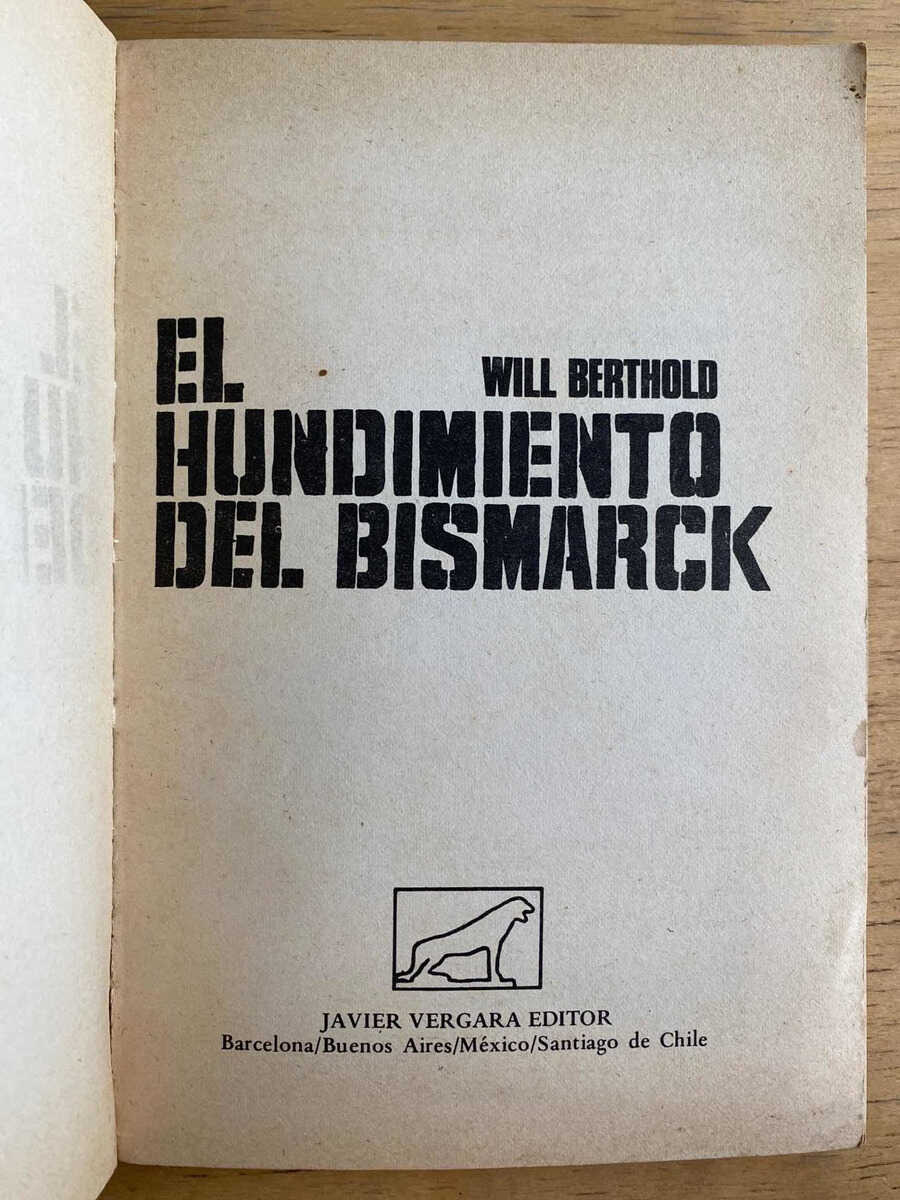 EL
WILL BERTHOLD
HUNDIMIENTO
DEL BISMARCK
JAVIER VERGARA EDITOR
Barcelona/Buenos Aires/México/Santiago de Chile